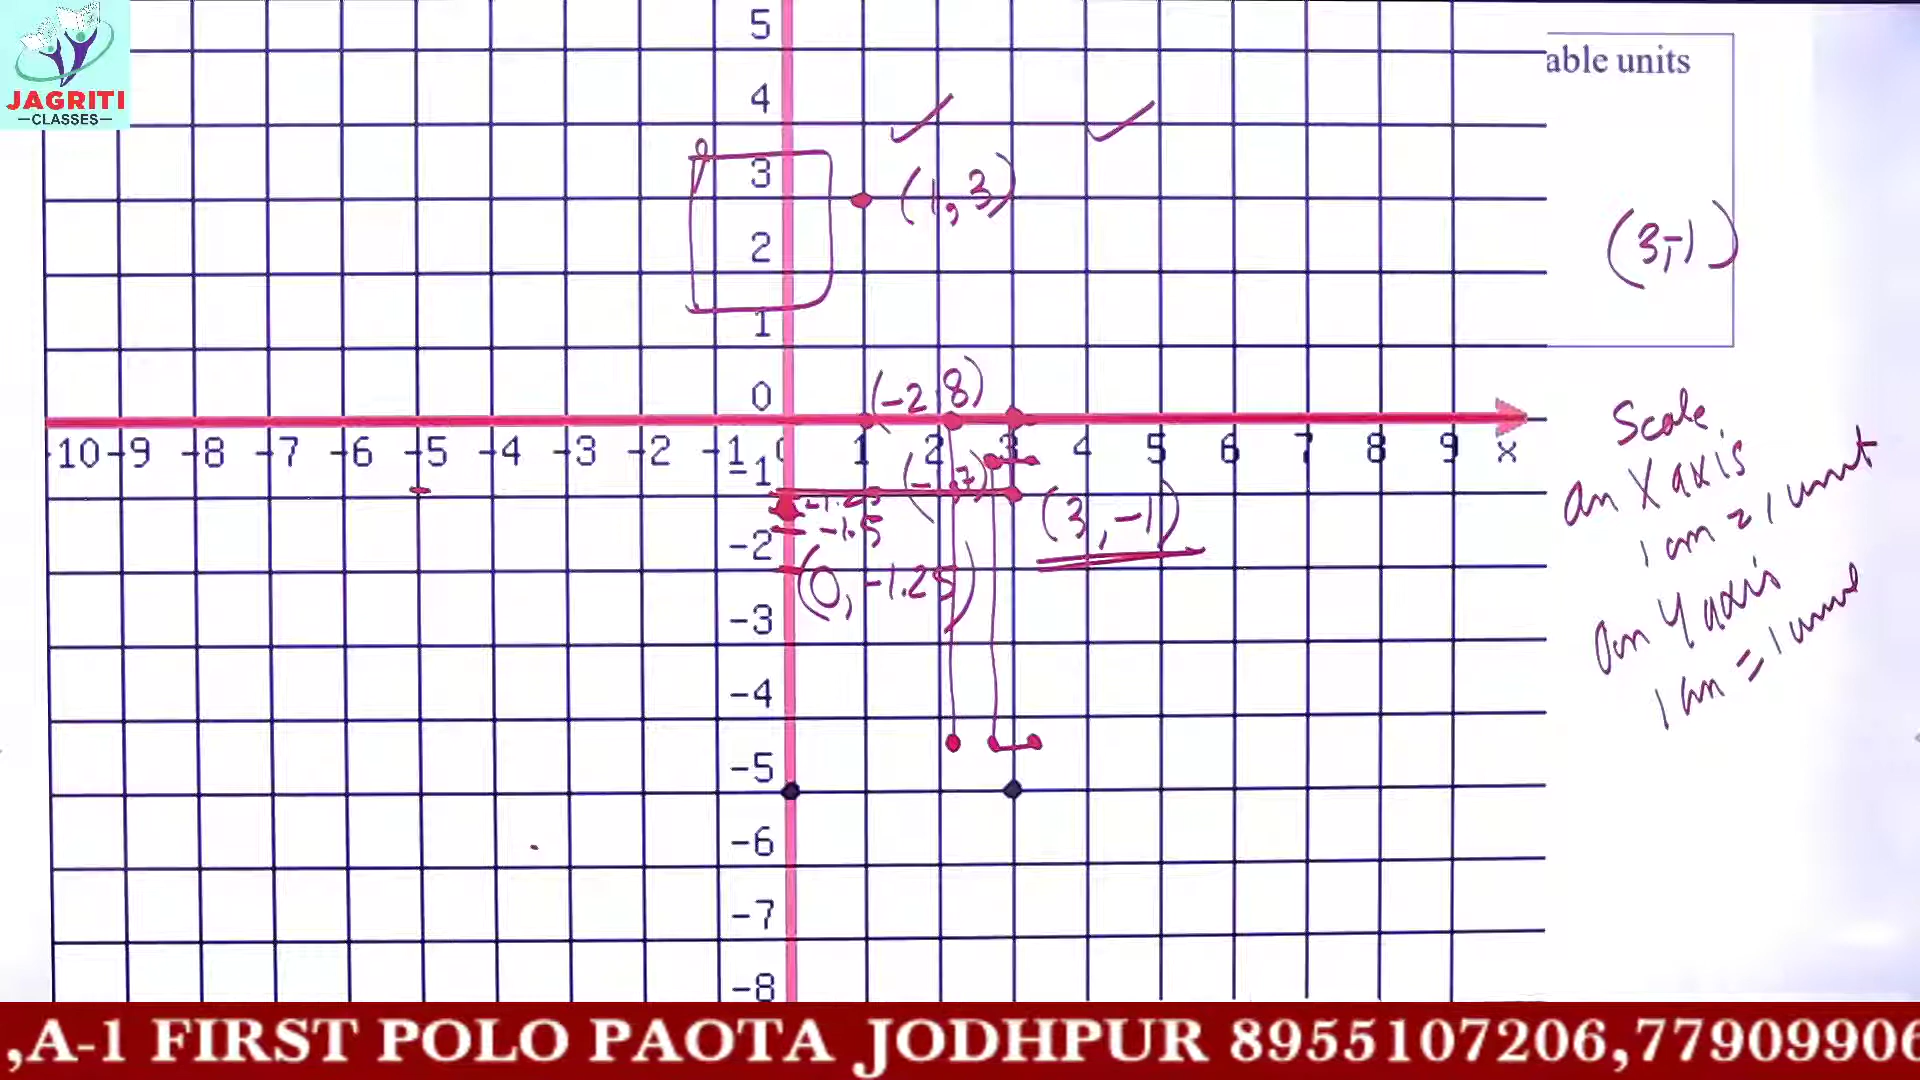 JAGRITI
—CLASSES—
able units
5
4
3
(1, 3)
2
(3,-1)
1
0
(-2 8)
-10 -9 -8 -7 -6 -5 -4 -3 -2 -1 1 2 3 4 5 6 7 8 9 x
Scale
on X axis
1 cm = 1 unit
on Y axis
1 cm = 1 unit
-1
-1.25
-1.5
(3, -1)
-2
(0, -1.25)
-3
-4
-5
-6
-7
-8
,A-1 FIRST POLO PAOTA JODHPUR 8955107206,77909906